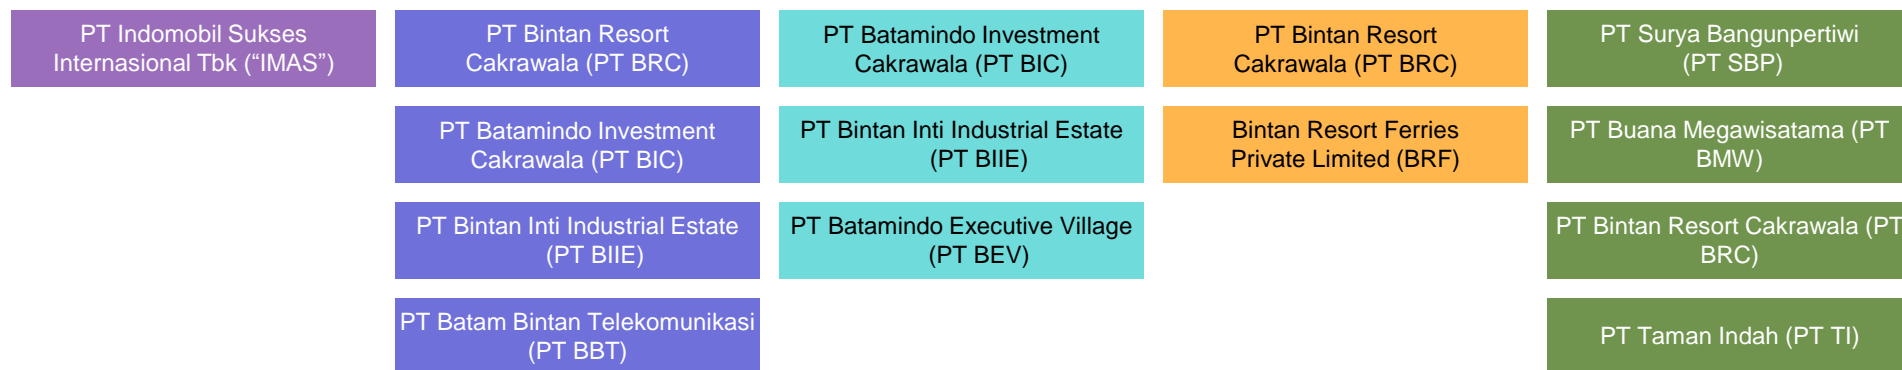 PT Indomobil Sukses
Internasional Tbk (“IMAS”)
PT Bintan Resort
Cakrawala (PT BRC)
PT Batamindo Investment
Cakrawala (PT BIC)
PT Bintan Resort
Cakrawala (PT BRC)
PT Surya Bangunpertiwi
(PT SBP)
PT Batamindo Investment
Cakrawala (PT BIC)
PT Bintan Inti Industrial Estate
(PT BIIE)
Bintan Resort Ferries
Private Limited (BRF)
PT Buana Megawisatama (PT
BMW)
PT Bintan Inti Industrial Estate
(PT BIIE)
PT Batamindo Executive Village
(PT BEV)
PT Bintan Resort Cakrawala (PT
BRC)
PT Batam Bintan Telekomunikasi
(PT BBT)
PT Taman Indah (PT TI)